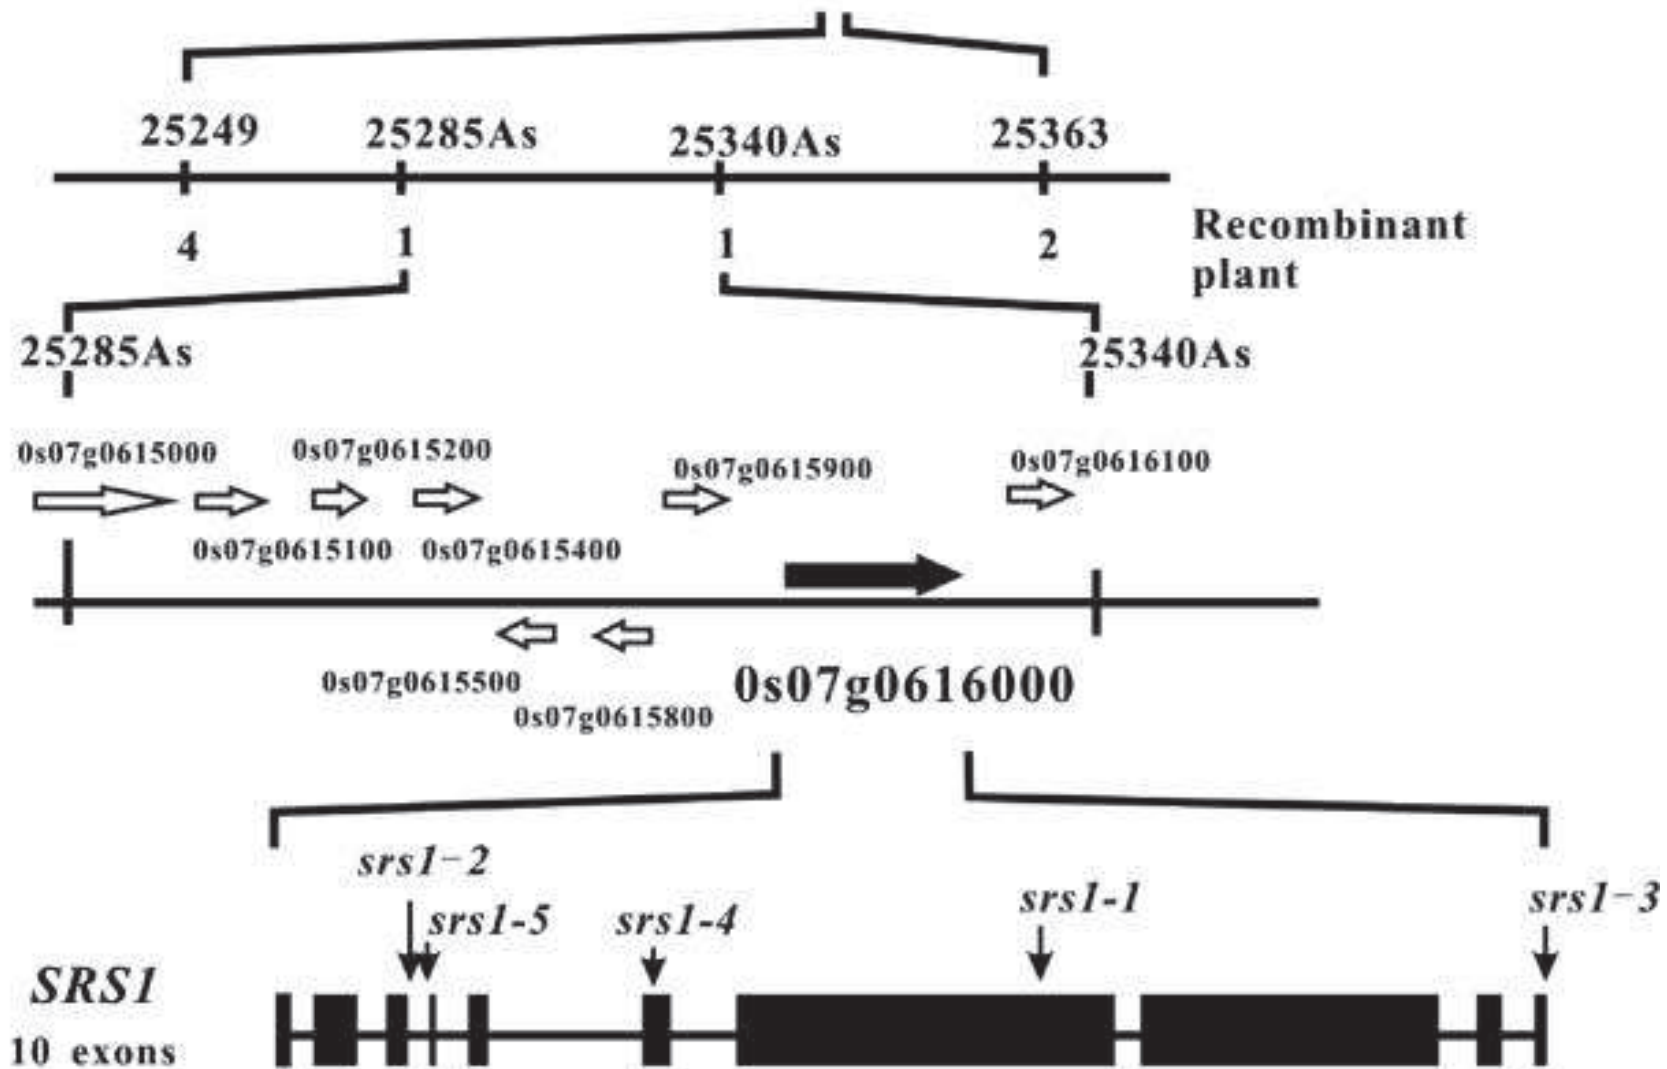 25249 25285As 25340As 25363
4 1 1 2 Recombinant
plant
25285As 25340As
0s07g0615000 0s07g0615200 0s07g0615900 0s07g0616100
0s07g0615100 0s07g0615400
0s07g0615500 0s07g0616000
0s07g0615800
srs1-2
srs1-5 srs1-4 srs1-1 srs1-3
SRS1
10 exons